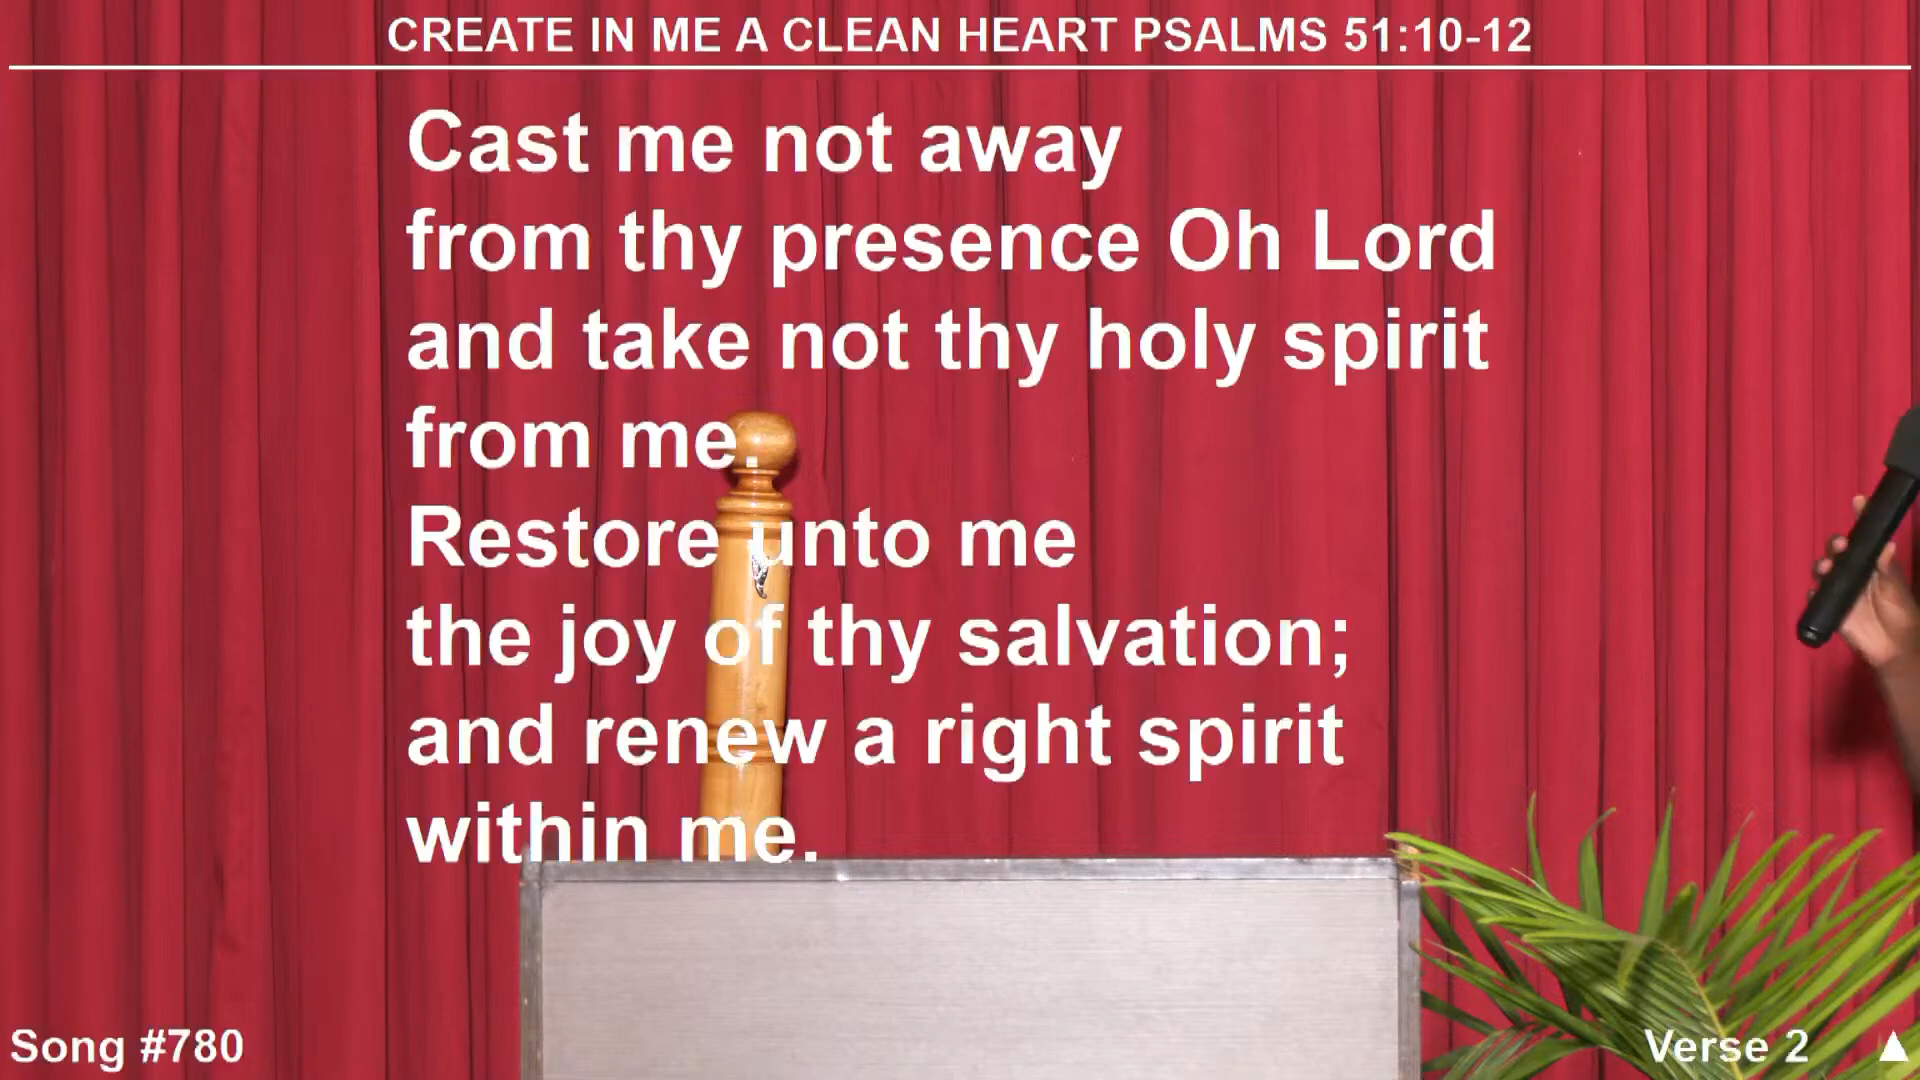 CREATE IN ME A CLEAN HEART PSALMS 51:10-12
Cast me not away
from thy presence Oh Lord
and take not thy holy spirit
from me.
Restore unto me
the joy of thy salvation;
and renew a right spirit
within me.
Song #780
Verse 2